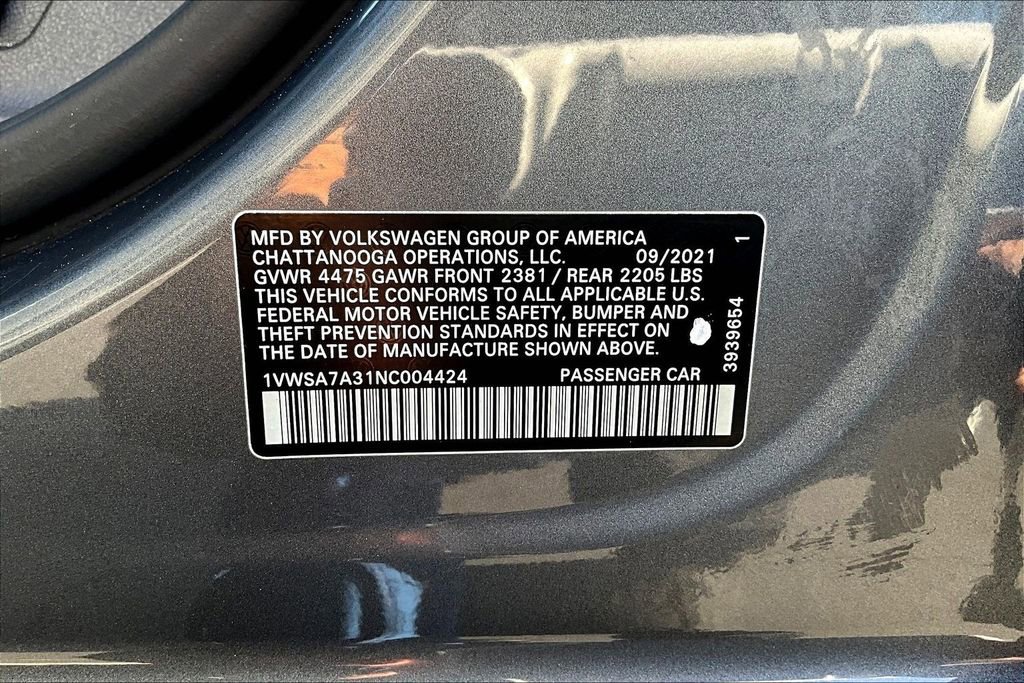 MFD BY VOLKSWAGEN GROUP OF AMERICA
CHATTANOOGA OPERATIONS, LLC. 09/2021
GVWR 4475 GAWR FRONT 2381 / REAR 2205 LBS
THIS VEHICLE CONFORMS TO ALL APPLICABLE U.S.
FEDERAL MOTOR VEHICLE SAFETY, BUMPER AND
THEFT PREVENTION STANDARDS IN EFFECT ON
THE DATE OF MANUFACTURE SHOWN ABOVE.
1VWSA7A31NC004424 PASSENGER CAR
3939654 1